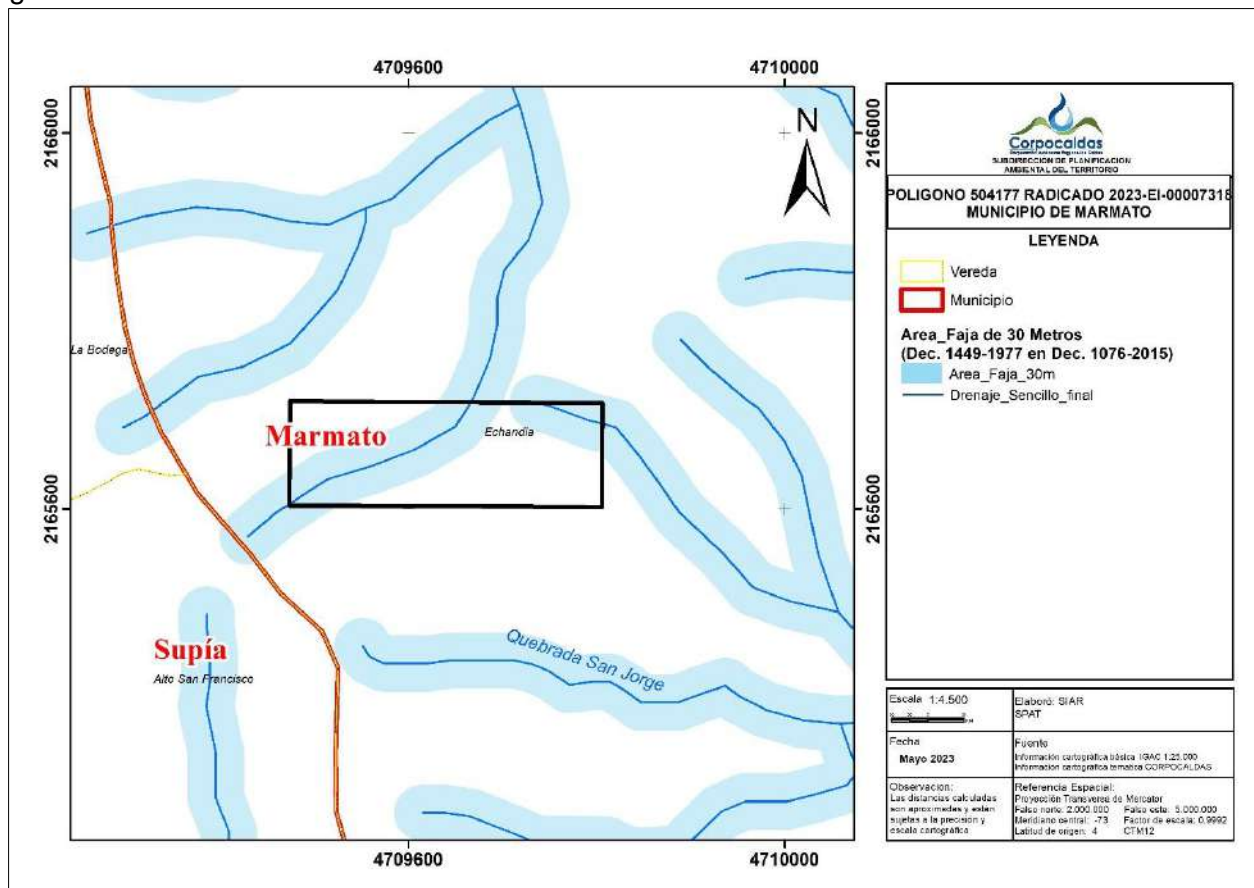 g
4709600
4710000
N
2166000
2166000
La Bodega
Marmato
Echandía
2165600
2165600
Supía
Alto San Francisco
Quebrada San Jorge
4709600
4710000
Corpocaldas
SUBDIRECCION DE PLANIFICACION
AMBIENTAL DEL TERRITORIO
POLIGONO 504177 RADICADO 2023-EI-00007318
MUNICIPIO DE MARMATO
LEYENDA
Vereda
Municipio
Area_Faja de 30 Metros
(Dec. 1449-1977 en Dec. 1076-2015)
Area_Faja_30m
Drenaje_Sencillo_final
Escala 1:4.500
Elaboró: SIAR
SPAT
Fecha
Mayo 2023
Fuente
Información cartográfica básica IGAC 1:25.000
Información cartográfica temática CORPOCALDAS
Observación:
Las distancias calculadas
son aproximadas y están
sujetas a la precisión y
escala cartográfica
Referencia Espacial:
Proyección Transversa de Mercator
Falso norte: 2.000.000 Falso este: 5.000.000
Meridiano central: -73 Factor de escala: 0,9992
Latitud de origen: 4 CTM12